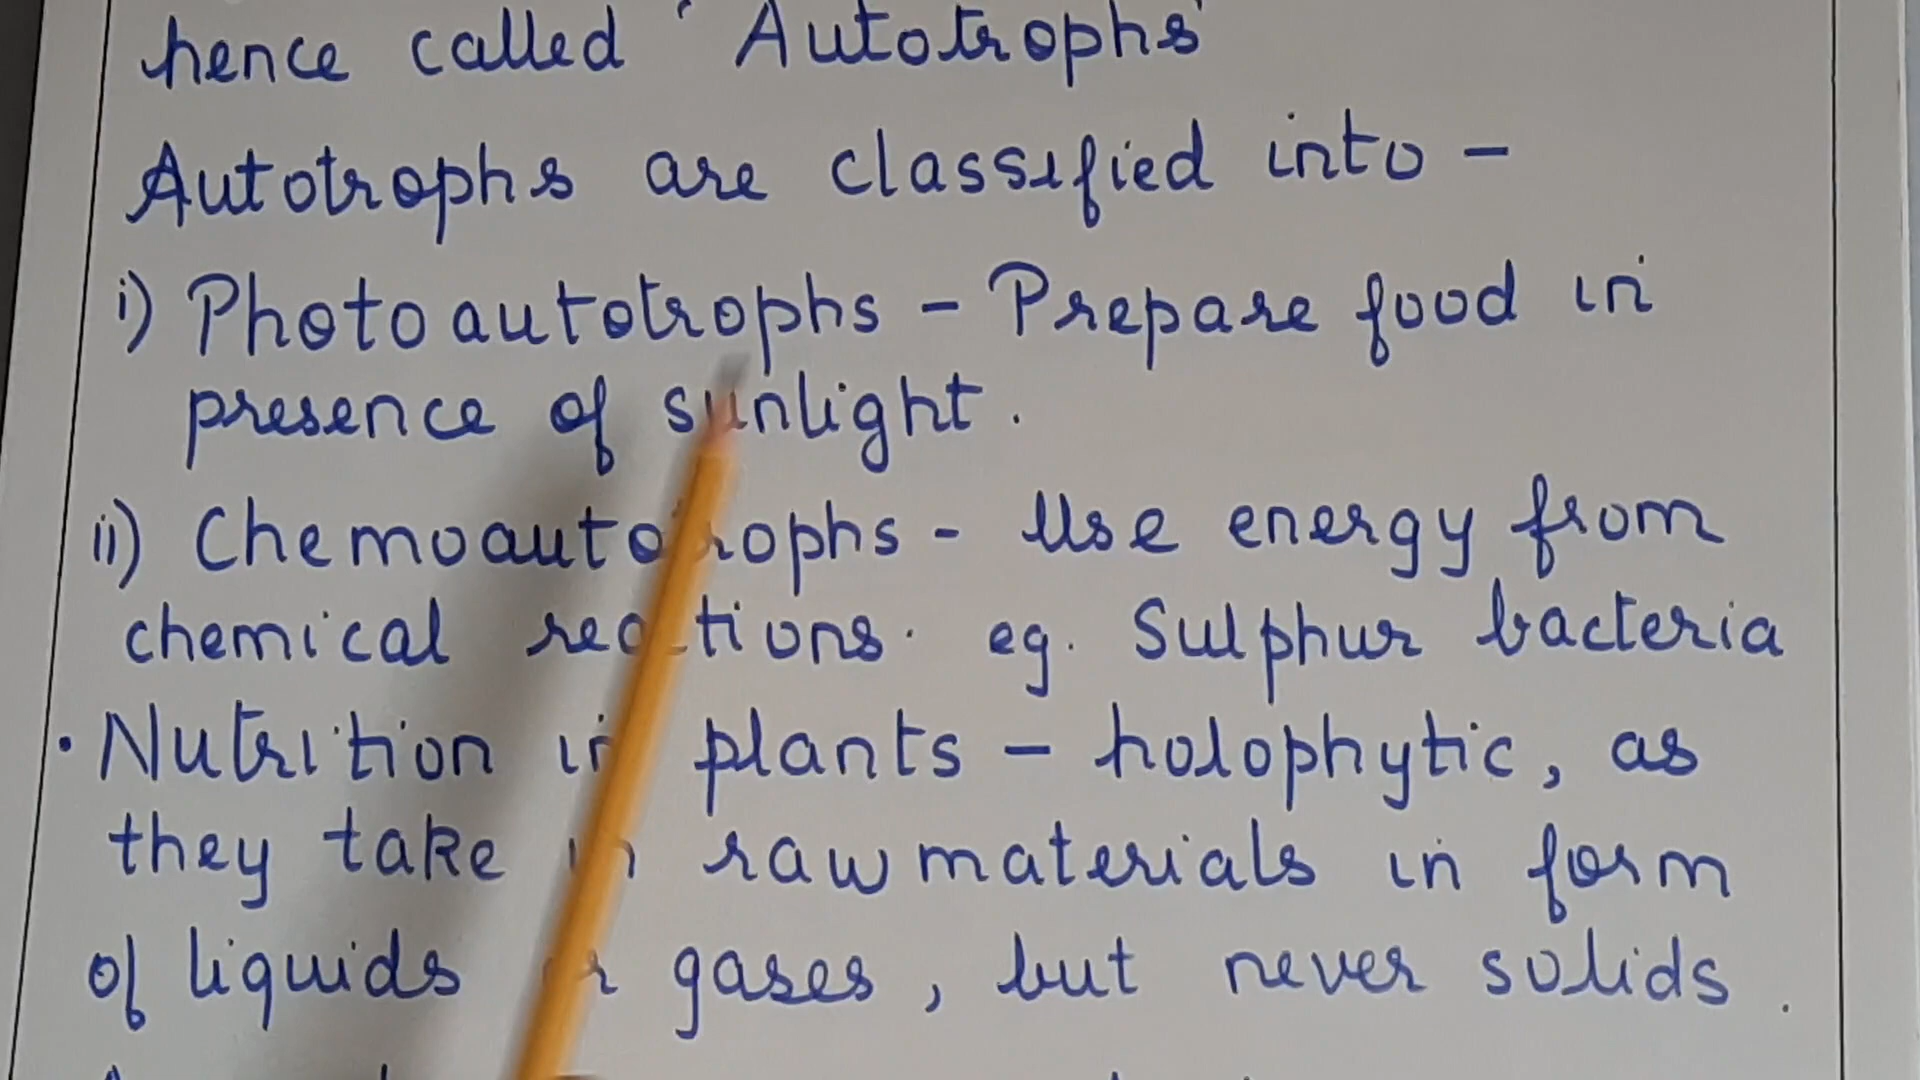 hence called 'Autotrophs'
Autotrophs are classified into -
i) Photoautotrophs - Prepare food in
presence of sunlight.
ii) Chemoautotrophs - Use energy from
chemical reactions. eg. Sulphur bacteria
• Nutrition in plants - holophytic, as
they take in raw materials in form
of liquids or gases, but never solids.